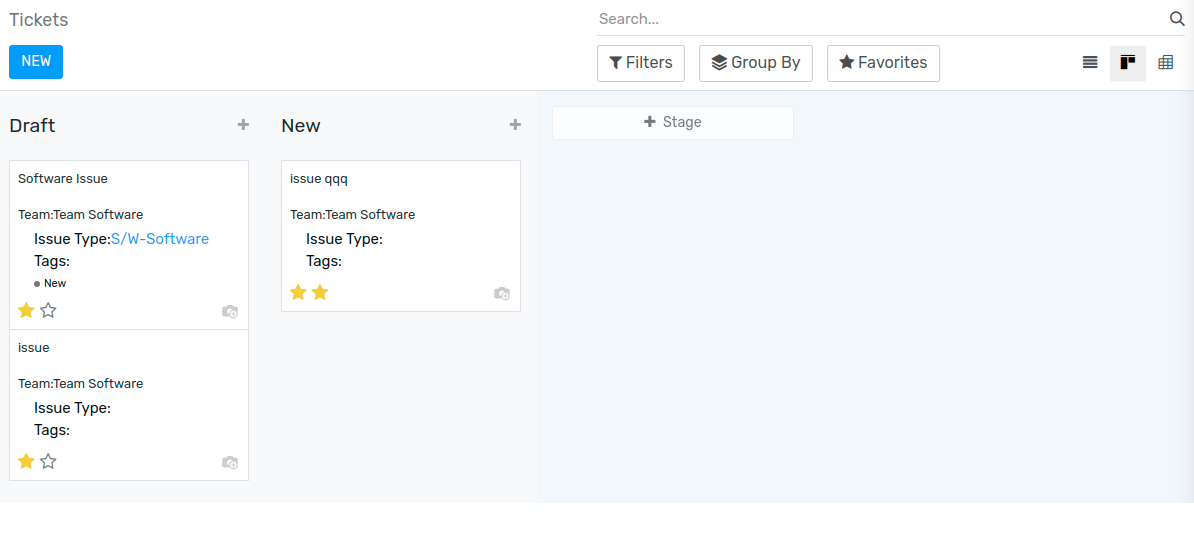 Tickets
Search...
NEW
Filters
Group By
Favorites
Draft
New
Stage
Software Issue
Team:Team Software
Issue Type:S/W-Software
Tags:
New
issue
Team:Team Software
Issue Type:
Tags:
issue qqq
Team:Team Software
Issue Type:
Tags: